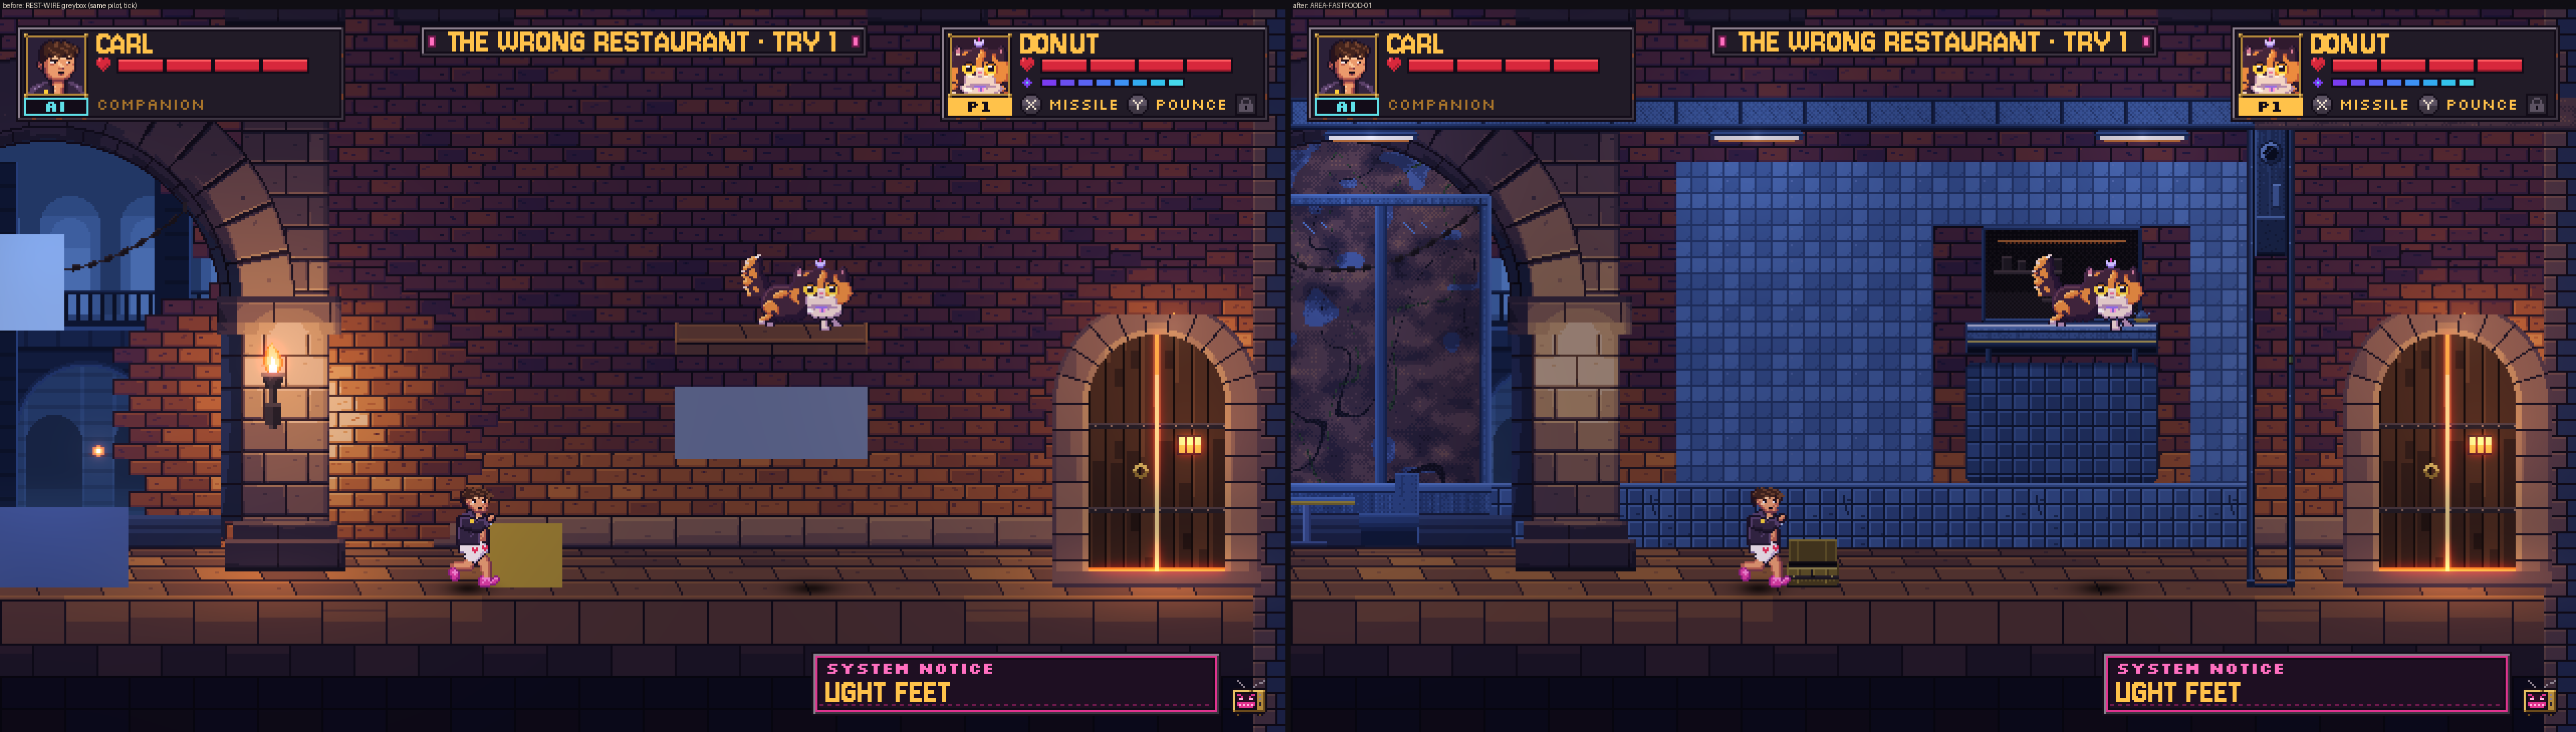 before: REST-WIRE greybox (same pilot, tick)
CARL
AI
COMPANION
THE WRONG RESTAURANT · TRY 1
DONUT
P1
X MISSILE Y POUNCE
SYSTEM NOTICE
LIGHT FEET
after: AREA-FASTFOOD-01
CARL
AI
COMPANION
THE WRONG RESTAURANT · TRY 1
DONUT
P1
X MISSILE Y POUNCE
SYSTEM NOTICE
LIGHT FEET